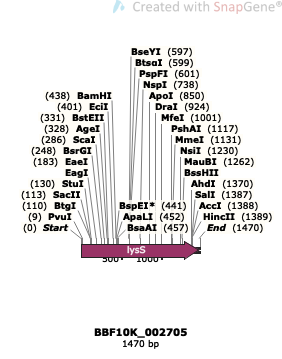 Created with SnapGene®
BseYI (597)
BtsαI (599)
PspFI (601)
NspI (738)
(438) BamHI ApoI (850)
(401) EciI DraI (924)
(331) BstEII MfeI (1001)
(328) AgeI PshAI (1117)
(286) ScaI MmeI (1131)
(248) BsrGI NsiI (1230)
(183) EaeI MauBI (1262)
EagI BssHII
(130) StuI AhdI (1370)
(113) SacII SalI (1387)
(110) BtgI BspEI* (441) AccI (1388)
(9) PvuI ApaLI (452) HincII (1389)
(0) Start BsaAI (457) End (1470)
lysS
500 1000
BBF10K_002705
1470 bp